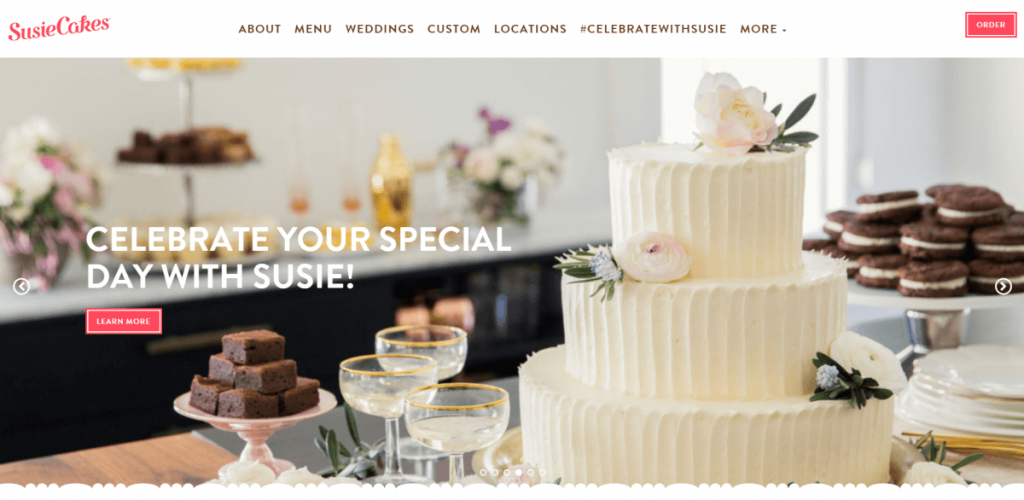 SusieCakes
ABOUT MENU WEDDINGS CUSTOM LOCATIONS #CELEBRATEWITHSUSIE MORE
ORDER
CELEBRATE YOUR SPECIAL
DAY WITH SUSIE!
LEARN MORE